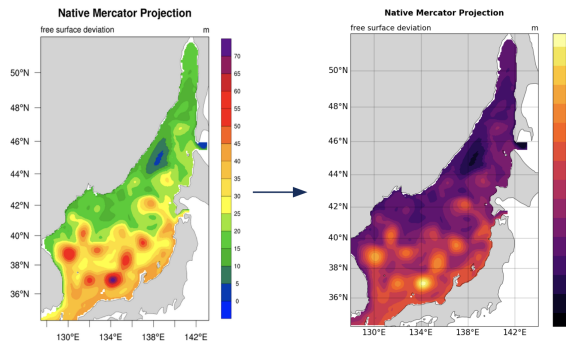 Native Mercator Projection
free surface deviation m
50°N
48°N
46°N
44°N
42°N
40°N
38°N
36°N
130°E 134°E 138°E 142°E
70
65
60
55
50
45
40
35
30
25
20
15
10
5
0
Native Mercator Projection
free surface deviation m
50°N
48°N
46°N
44°N
42°N
40°N
38°N
36°N
130°E 134°E 138°E 142°E